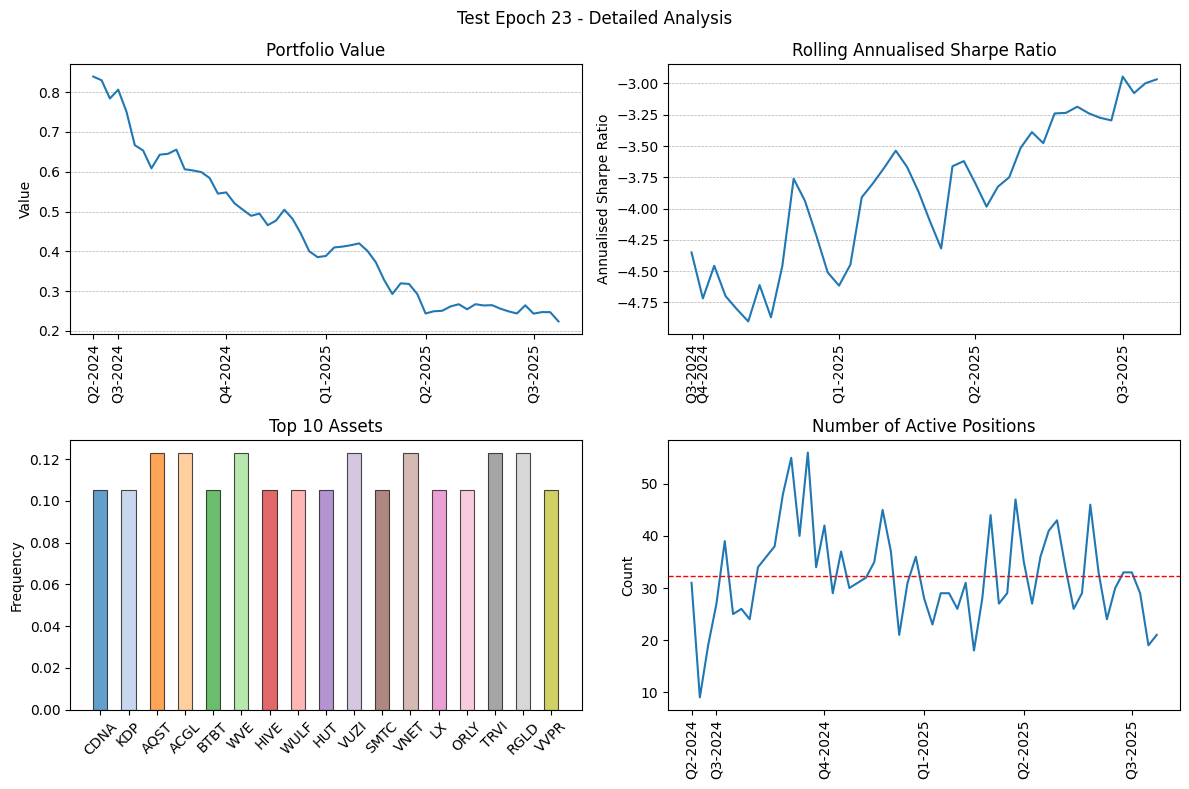 Test Epoch 23 - Detailed Analysis
Portfolio Value
Value
0.8
0.7
0.6
0.5
0.4
0.3
0.2
Q2-2024
Q3-2024
Q4-2024
Q1-2025
Q2-2025
Q3-2025
Rolling Annualised Sharpe Ratio
Annualised Sharpe Ratio
−3.00
−3.25
−3.50
−3.75
−4.00
−4.25
−4.50
−4.75
Q3-2024
Q4-2024
Q1-2025
Q2-2025
Q3-2025
Top 10 Assets
Frequency
0.12
0.10
0.08
0.06
0.04
0.02
0.00
CDNA
KDP
AQST
ACGL
BTBT
WVE
HIVE
WULF
HUT
VUZI
SMTC
VNET
LX
ORLY
TRVI
RGLD
VVPR
Number of Active Positions
Count
50
40
30
20
10
Q2-2024
Q3-2024
Q4-2024
Q1-2025
Q2-2025
Q3-2025